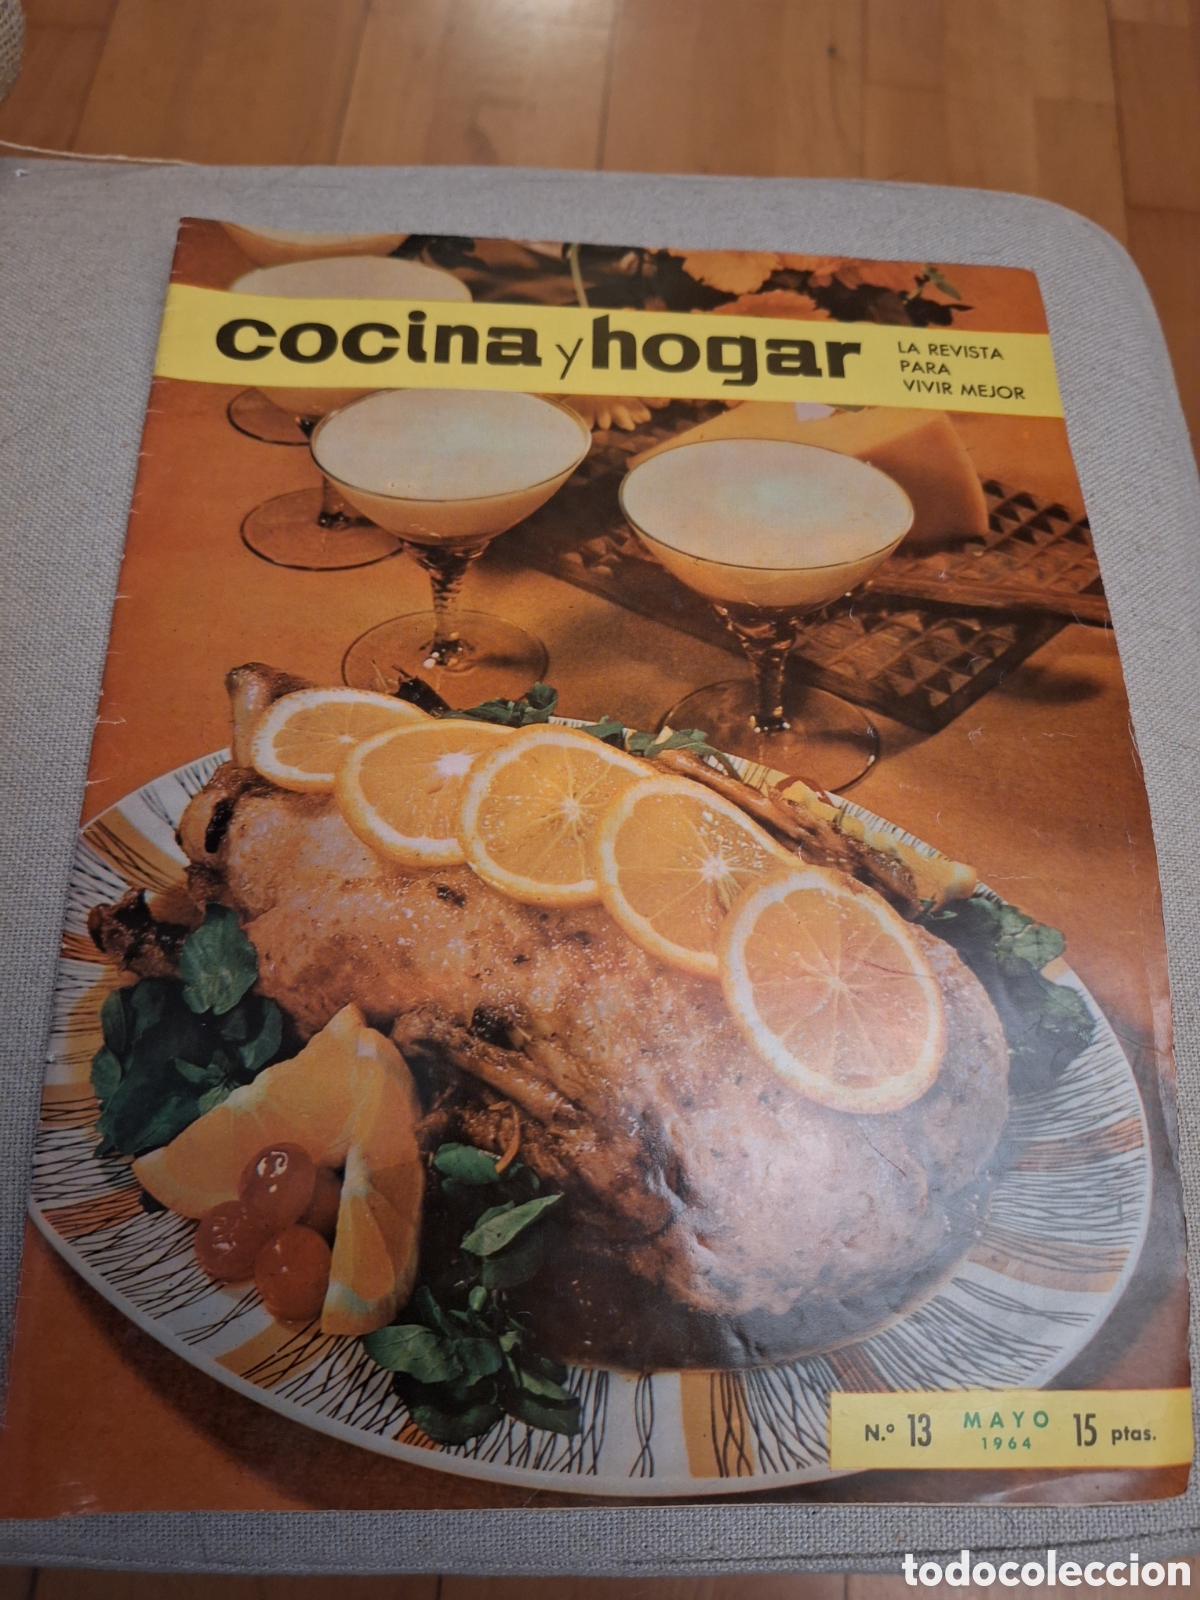 cocina y hogar
LA REVISTA
PARA
VIVIR MEJOR
N.º 13 MAYO 1964 15 ptas.
todocoleccion